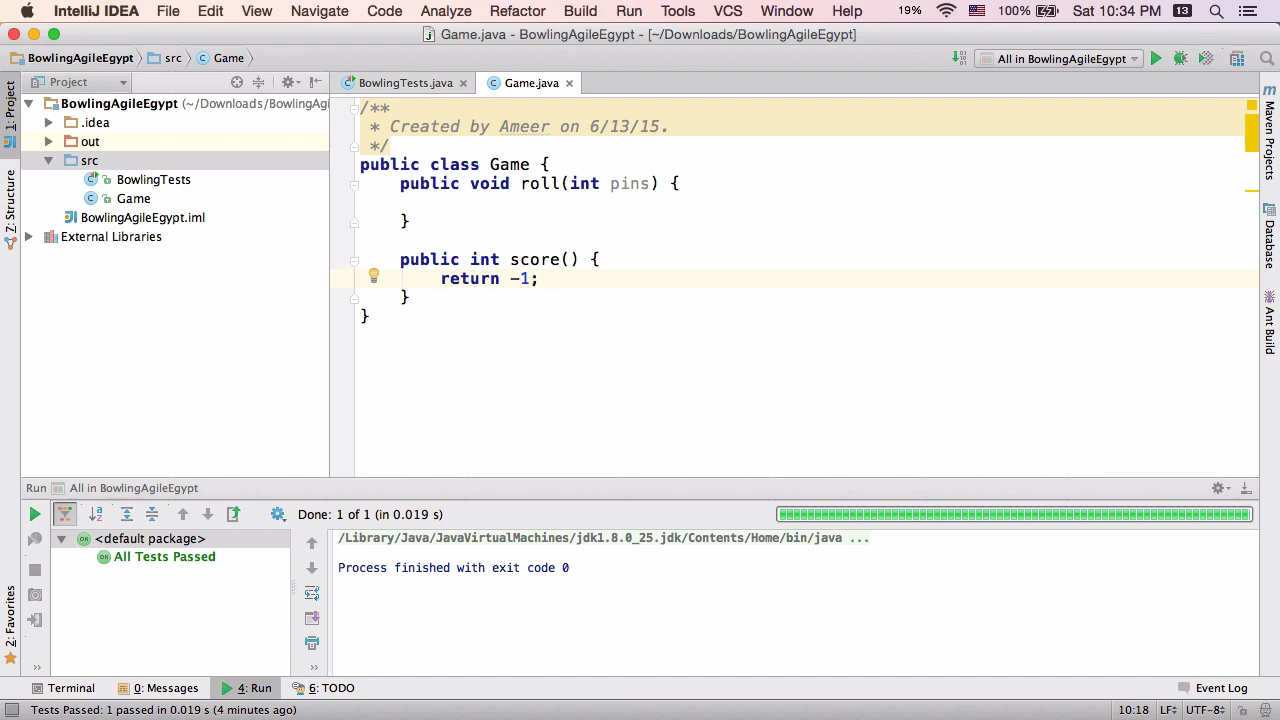 IntelliJ IDEA File Edit View Navigate Code Analyze Refactor Build Run Tools VCS Window Help 19% 100% Sat 10:34 PM 13
Game.java - BowlingAgileEgypt - [~/Downloads/BowlingAgileEgypt]
BowlingAgileEgypt src Game All in BowlingAgileEgypt
Project BowlingTests.java Game.java
BowlingAgileEgypt (~/Downloads/BowlingAgi
.idea
out
src
BowlingTests
Game
BowlingAgileEgypt.iml
External Libraries
1: Project
Z: Structure
2: Favorites
/**
* Created by Ameer on 6/13/15.
*/
public class Game {
public void roll(int pins) {
}
public int score() {
return -1;
}
}
Maven Projects
Database
Ant Build
Run All in BowlingAgileEgypt
Done: 1 of 1 (in 0.019 s)
<default package>
All Tests Passed
/Library/Java/JavaVirtualMachines/jdk1.8.0_25.jdk/Contents/Home/bin/java ...
Process finished with exit code 0
Terminal 0: Messages 4: Run 6: TODO Event Log
Tests Passed: 1 passed in 0.019 s (4 minutes ago) 10:18 LF UTF-8